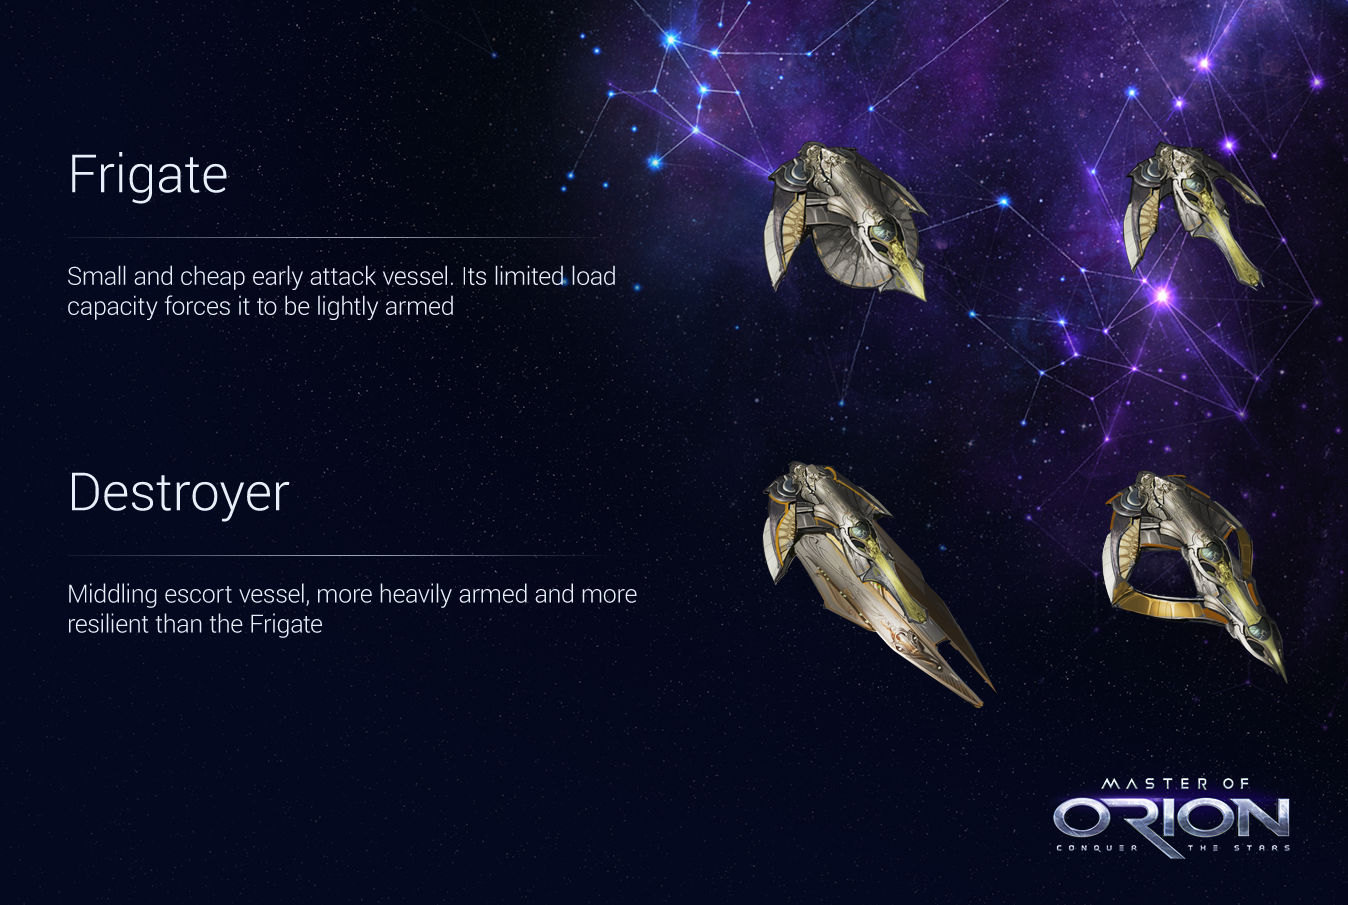 Frigate
Small and cheap early attack vessel. Its limited load
capacity forces it to be lightly armed
Destroyer
Middling escort vessel, more heavily armed and more
resilient than the Frigate
MASTER OF
ORION
CONQUER THE STARS